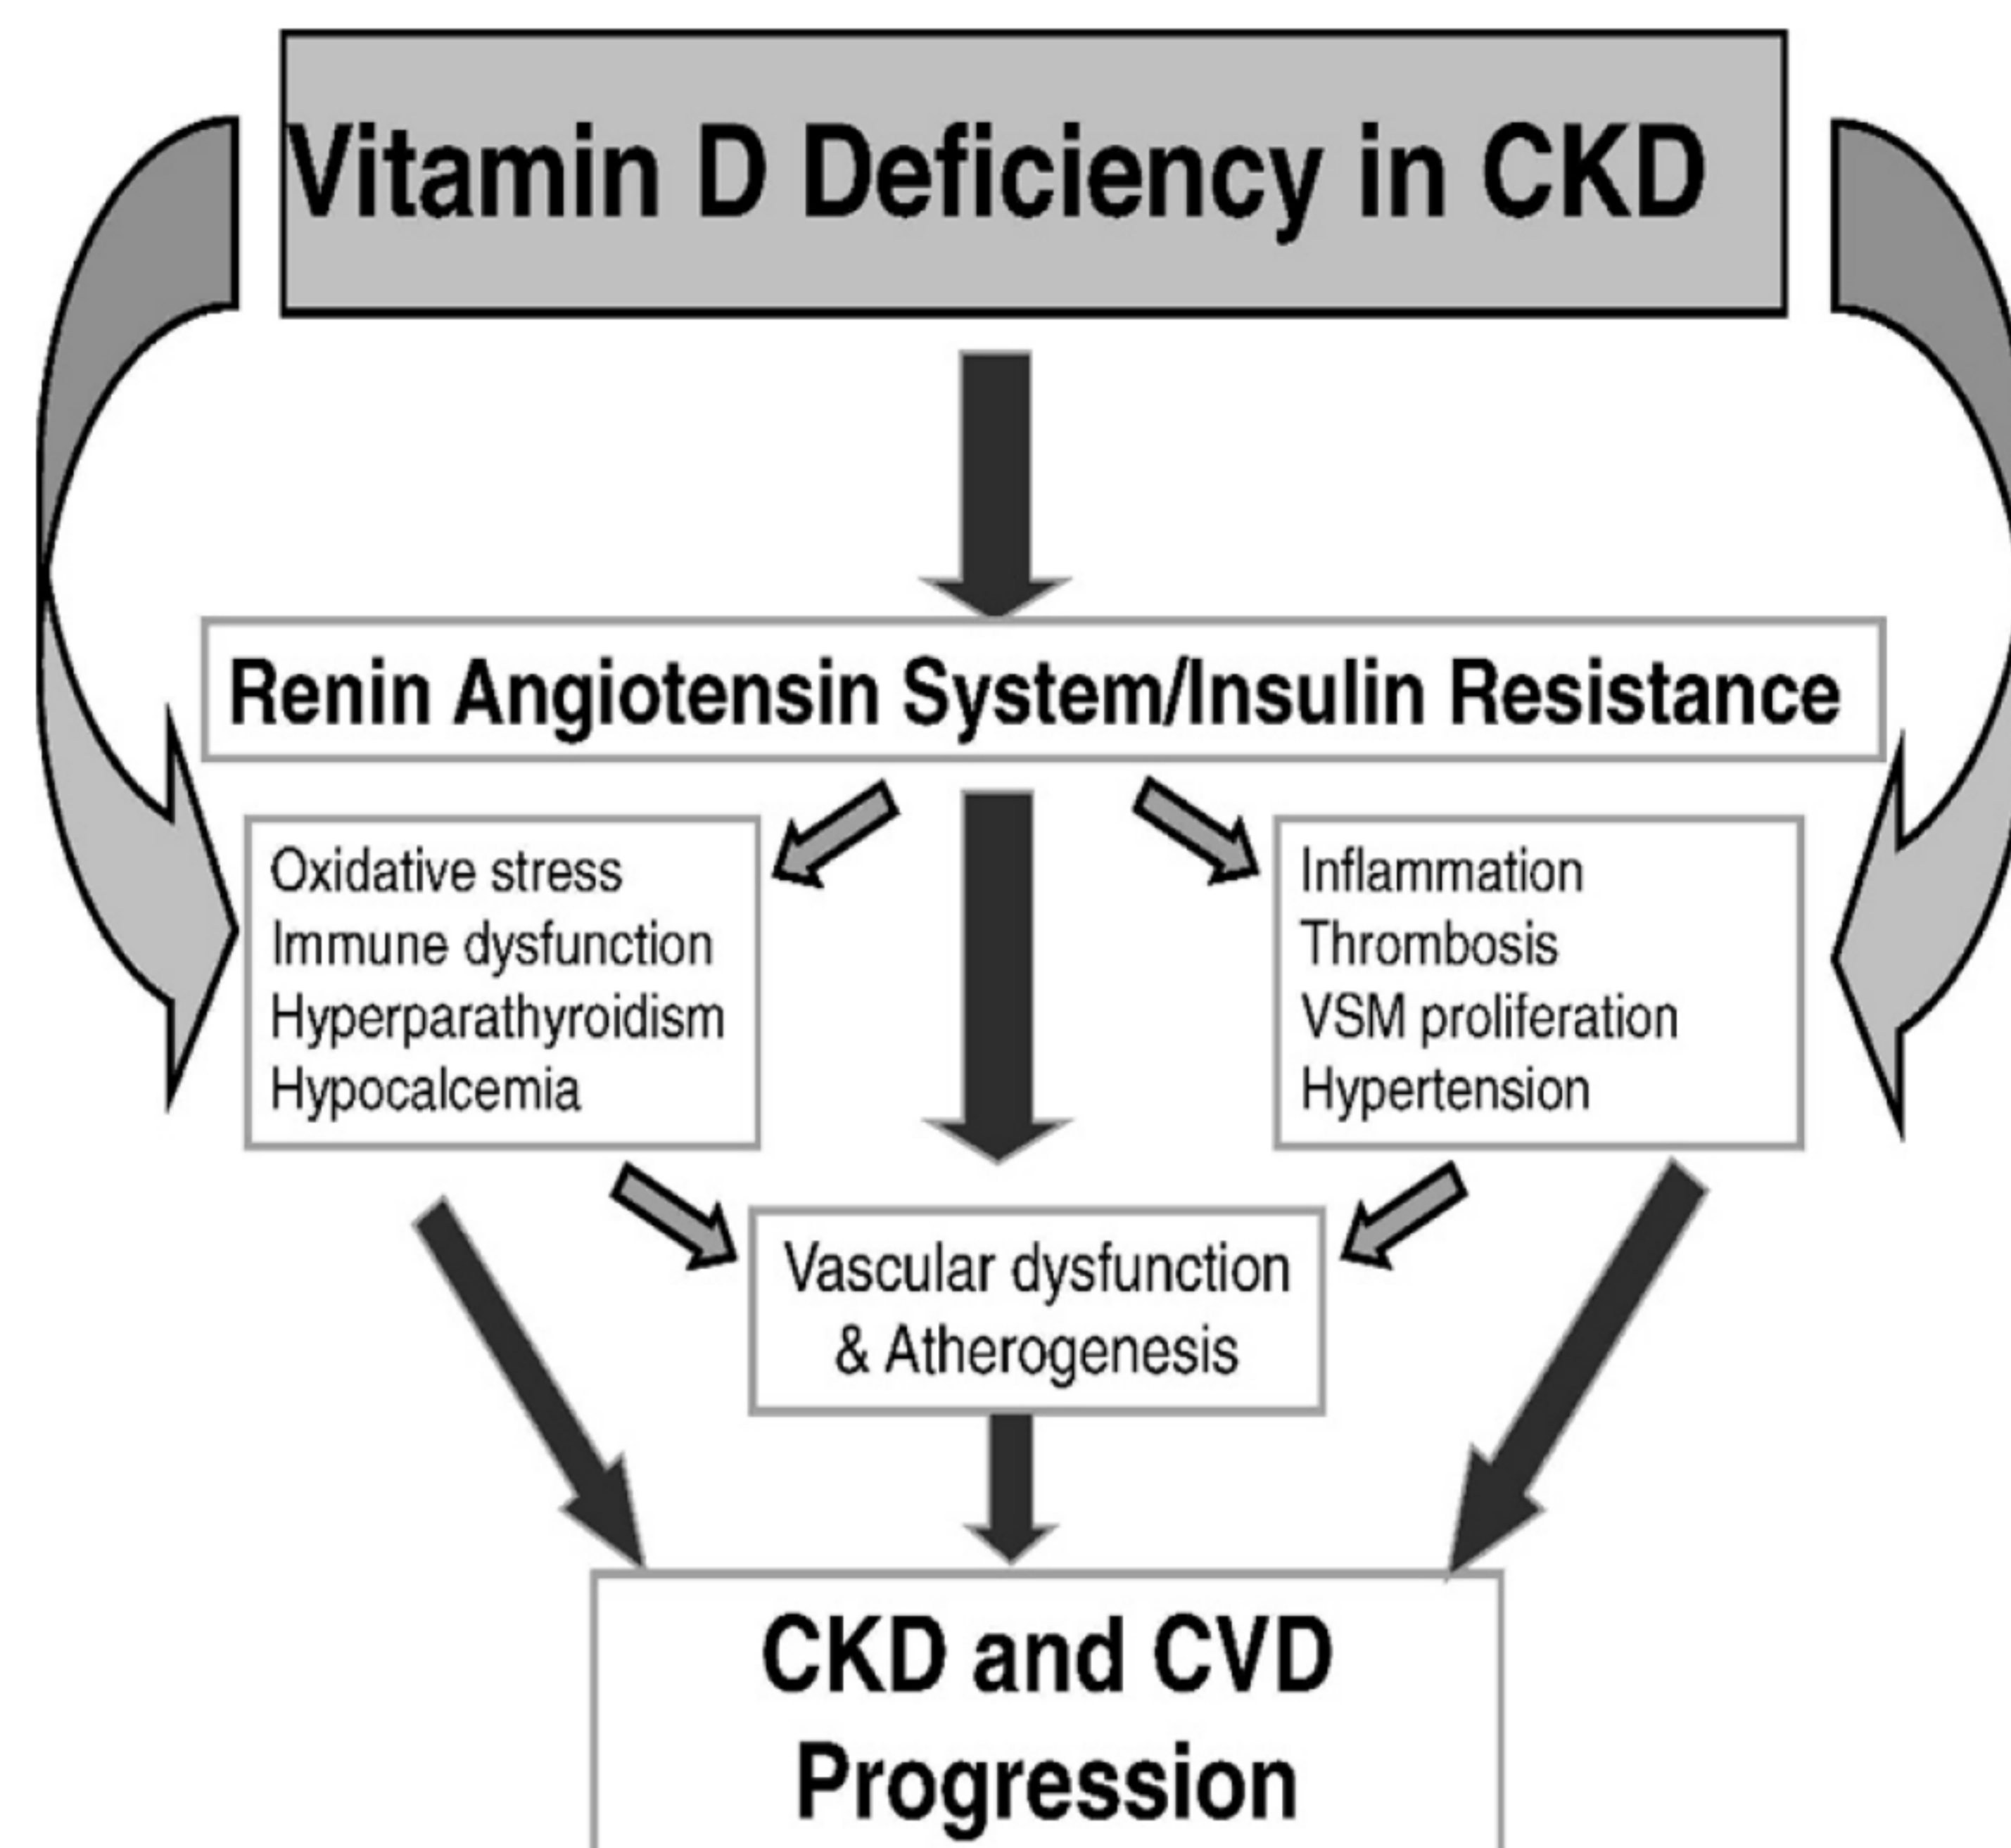 Vitamin D Deficiency in CKD
Renin Angiotensin System/Insulin Resistance
Oxidative stress
Immune dysfunction
Hyperparathyroidism
Hypocalcemia
Inflammation
Thrombosis
VSM proliferation
Hypertension
Vascular dysfunction
& Atherogenesis
CKD and CVD
Progression